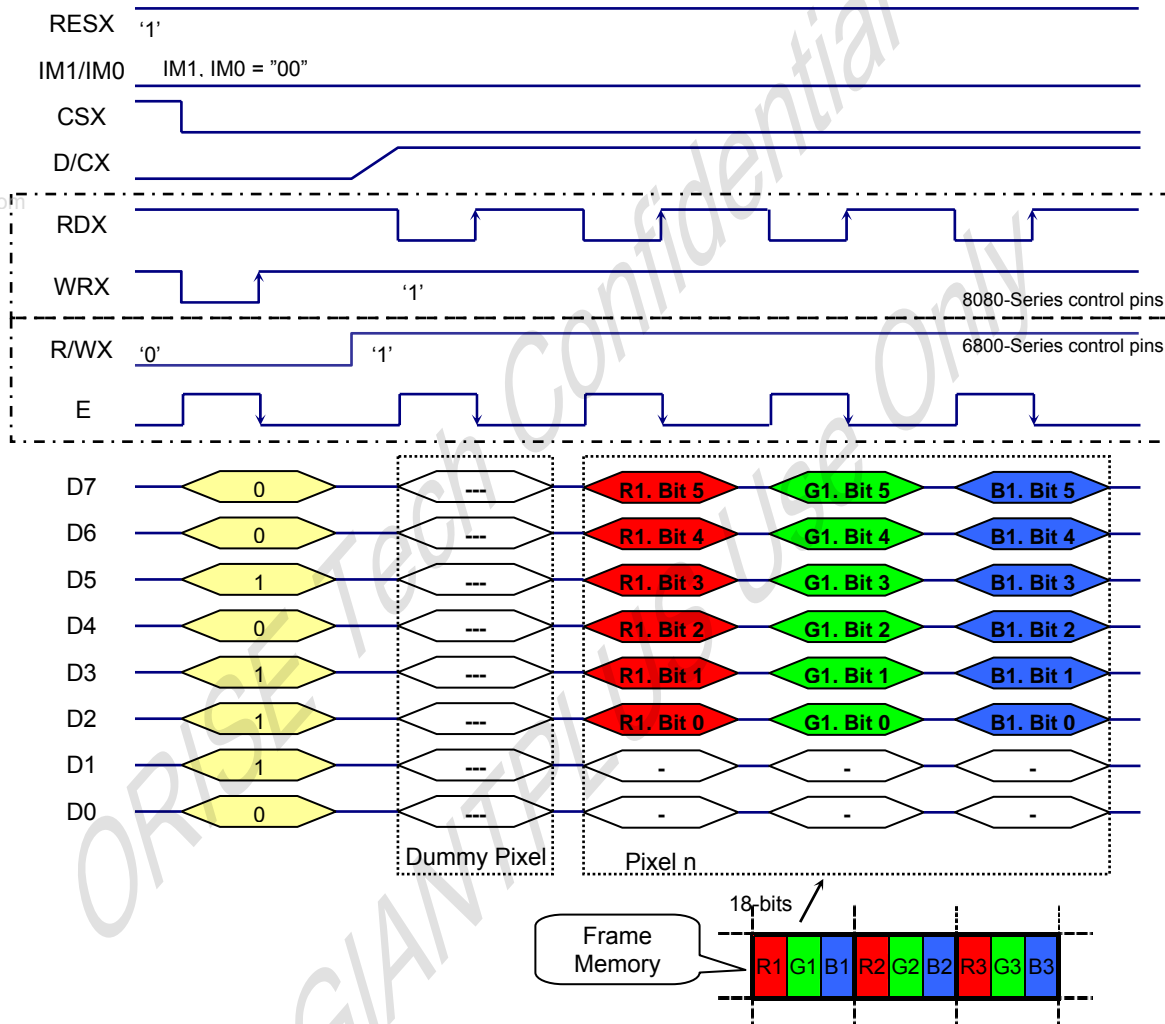 RESX '1'
IM1/IM0 IM1, IM0 = "00"
CSX
D/CX
om
RDX
WRX '1'
8080-Series control pins
R/WX '0' '1' 6800-Series control pins
E
D7 0 --- R1. Bit 5 G1. Bit 5 B1. Bit 5
D6 0 --- R1. Bit 4 G1. Bit 4 B1. Bit 4
D5 1 --- R1. Bit 3 G1. Bit 3 B1. Bit 3
D4 0 --- R1. Bit 2 G1. Bit 2 B1. Bit 2
D3 1 --- R1. Bit 1 G1. Bit 1 B1. Bit 1
D2 1 --- R1. Bit 0 G1. Bit 0 B1. Bit 0
D1 1 --- - - -
D0 0 --- - - -
Dummy Pixel Pixel n
18-bits
Frame
Memory
R1 G1 B1 R2 G2 B2 R3 G3 B3
ORISE Tech Confidential
GIANTPLUS Use Only